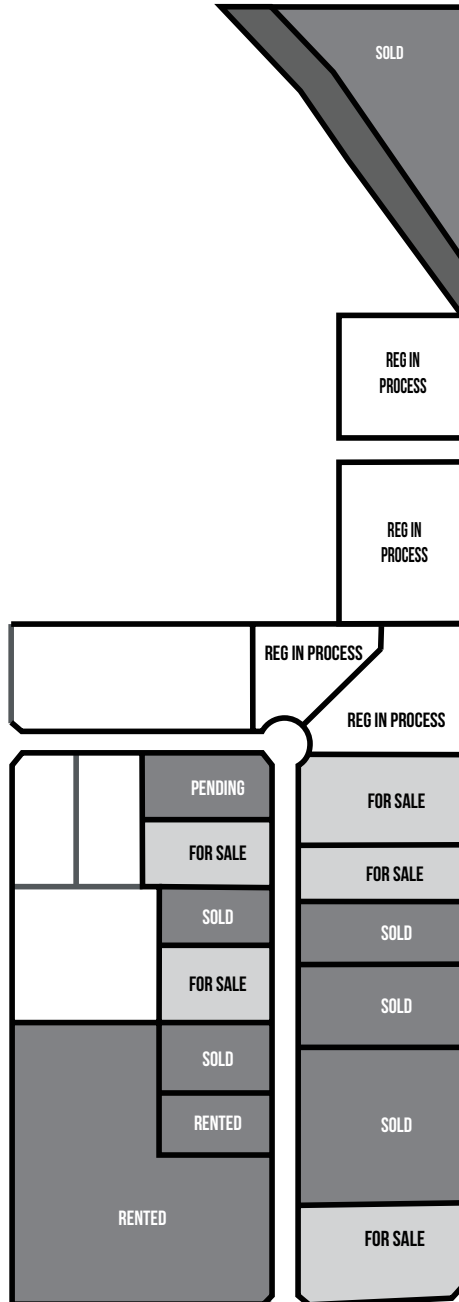 SOLD
REG IN
PROCESS
REG IN
PROCESS
REG IN PROCESS
REG IN PROCESS
PENDING
FOR SALE
FOR SALE
FOR SALE
SOLD
SOLD
FOR SALE
SOLD
SOLD
RENTED
SOLD
RENTED
FOR SALE